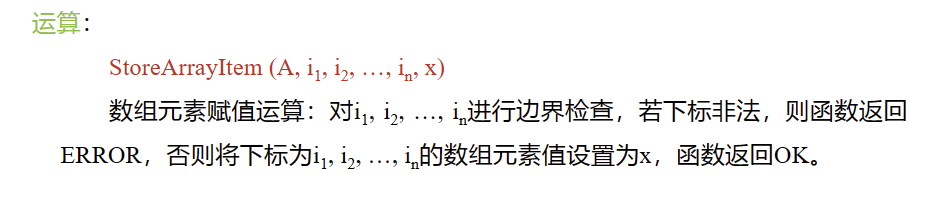 运算：
StoreArrayItem (A, i₁, i₂, …, iₙ, x)
数组元素赋值运算：对i₁, i₂, …, iₙ进行边界检查，若下标非法，则函数返回
ERROR，否则将下标为i₁, i₂, …, iₙ的数组元素值设置为x，函数返回OK。